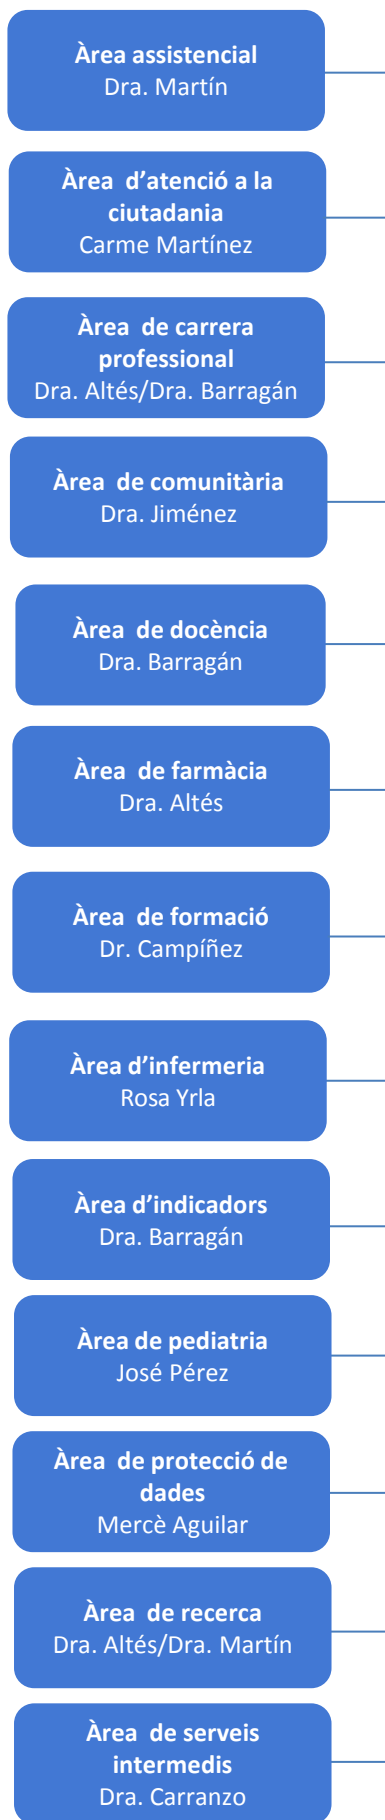 Àrea assistencial
Dra. Martín
Àrea d’atenció a la
ciutadania
Carme Martínez
Àrea de carrera
professional
Dra. Altés/Dra. Barragán
Àrea de comunitària
Dra. Jiménez
Àrea de docència
Dra. Barragán
Àrea de farmàcia
Dra. Altés
Àrea de formació
Dr. Campíñez
Àrea d’infermeria
Rosa Yrla
Àrea d’indicadors
Dra. Barragán
Àrea de pediatria
José Pérez
Àrea de protecció de
dades
Mercè Aguilar
Àrea de recerca
Dra. Altés/Dra. Martín
Àrea de serveis
intermedis
Dra. Carranzo